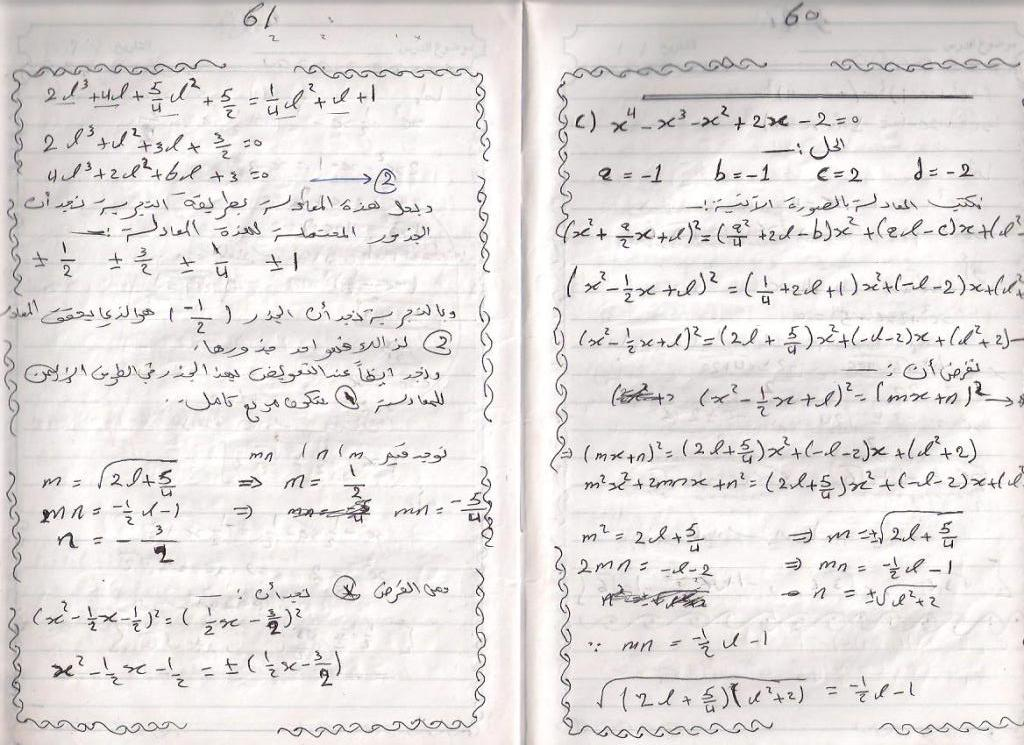 60
c) x⁴ - x³ - x² + 2x - 2 = 0
الحل :ـ
a = -1 b = -1 c = 2 d = -2
نكتب المعادلة بالصورة الآتية :ـ
(x² + a/2 x + l)² = (a²/4 + 2l - b)x² + (al - c)x + (l²
(x² - 1/2 x + l)² = (1/4 + 2l + 1)x² + (-l - 2)x + (l²
(x² - 1/2 x + l)² = (2l + 5/4)x² + (-l - 2)x + (l² + 2)
نفرض أن :ـ
(x² - 1/2 x + l)² = (mx + n)² → *
⇒ (mx + n)² = (2l + 5/4)x² + (-l - 2)x + (l² + 2)
m²x² + 2mnx + n² = (2l + 5/4)x² + (-l - 2)x + (l²
m² = 2l + 5/4 ⇒ m = ±√(2l + 5/4)
2mn = -l - 2 ⇒ mn = -1/2 l - 1
n = ±√(l² + 2)
∵ mn = -1/2 l - 1
√((2l + 5/4)(l² + 2)) = -1/2 l - 1
61
2l³ + 4l + 5/4 l² + 5/2 = 1/4 l² + l + 1
2l³ + l² + 3l + 3/2 = 0
4l³ + 2l² + 6l + 3 = 0 → ②
وبحل هذه المعادلة بطريقة التجريب نجد أن
الجذور المحتملة لهذه المعادلة :ـ
± 1/2 ± 3/2 ± 1/4 ± 1
وبالتجريب نجد أن الجذر (-1/2) هو الذي يحقق المعاد
② لذلك فهو احد جذورها.
ونجد ايضاً عند التعويض بهذا الجذر في الطرف الأيمن
للمعادلة ① ستكون مربع كامل.
نوجد قيم m , n , mn
m = √(2l + 5/4) ⇒ m = 1/2
mn = -1/2 l - 1 ⇒ mn = -5/4
n = - 3/2
من الفرض * نجد أن :ـ
(x² - 1/2 x - 1/2)² = (1/2 x - 3/2)²
x² - 1/2 x - 1/2 = ± (1/2 x - 3/2)